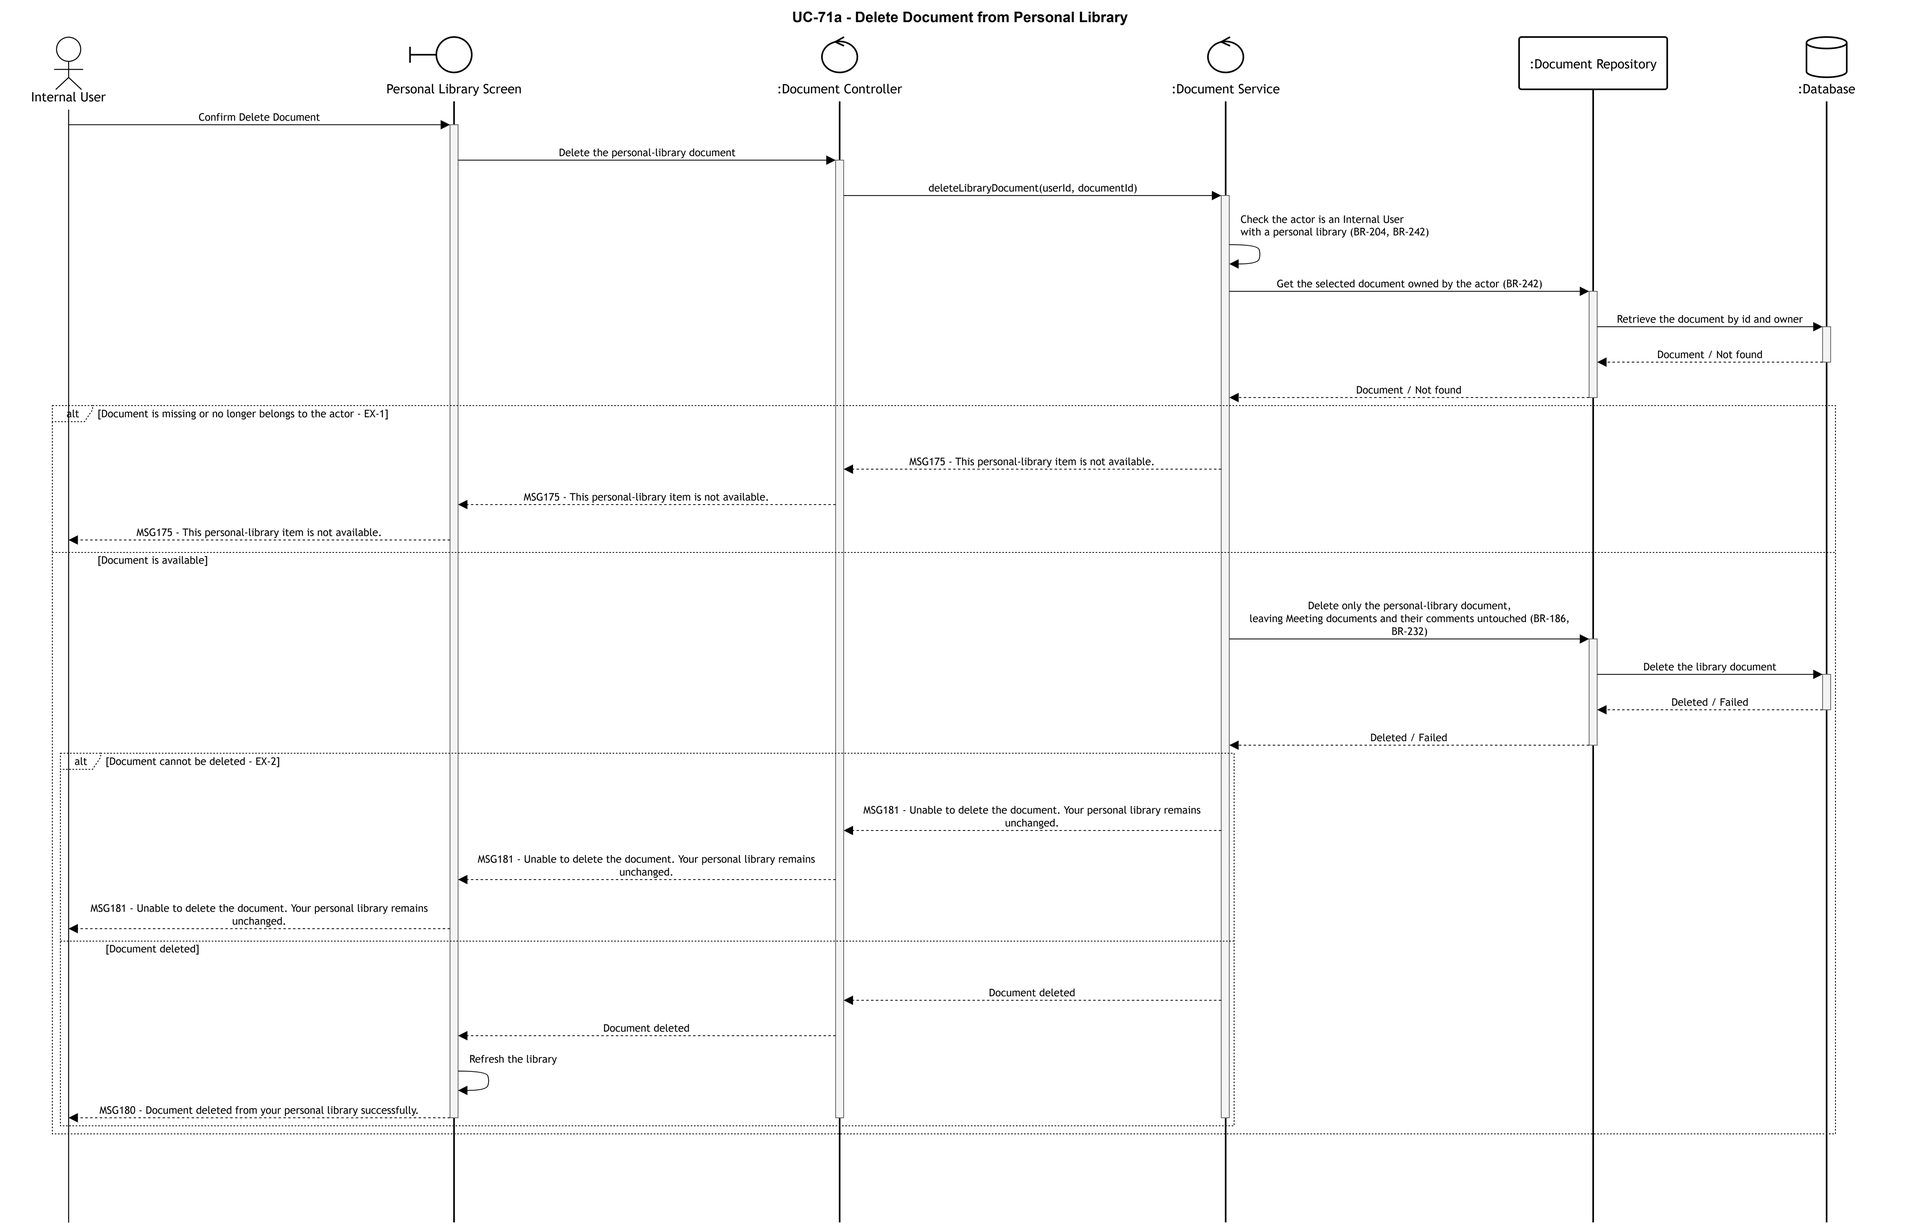 UC-71a - Delete Document from Personal Library
Internal User
Personal Library Screen
:Document Controller
:Document Service
:Document Repository
:Database
Confirm Delete Document
Delete the personal-library document
deleteLibraryDocument(userId, documentId)
Check the actor is an Internal User
with a personal library (BR-204, BR-242)
Get the selected document owned by the actor (BR-242)
Retrieve the document by id and owner
Document / Not found
Document / Not found
alt
[Document is missing or no longer belongs to the actor - EX-1]
MSG175 - This personal-library item is not available.
MSG175 - This personal-library item is not available.
MSG175 - This personal-library item is not available.
[Document is available]
Delete only the personal-library document,
leaving Meeting documents and their comments untouched (BR-186,
BR-232)
Delete the library document
Deleted / Failed
Deleted / Failed
alt
[Document cannot be deleted - EX-2]
MSG181 - Unable to delete the document. Your personal library remains
unchanged.
MSG181 - Unable to delete the document. Your personal library remains
unchanged.
MSG181 - Unable to delete the document. Your personal library remains
unchanged.
[Document deleted]
Document deleted
Document deleted
Refresh the library
MSG180 - Document deleted from your personal library successfully.